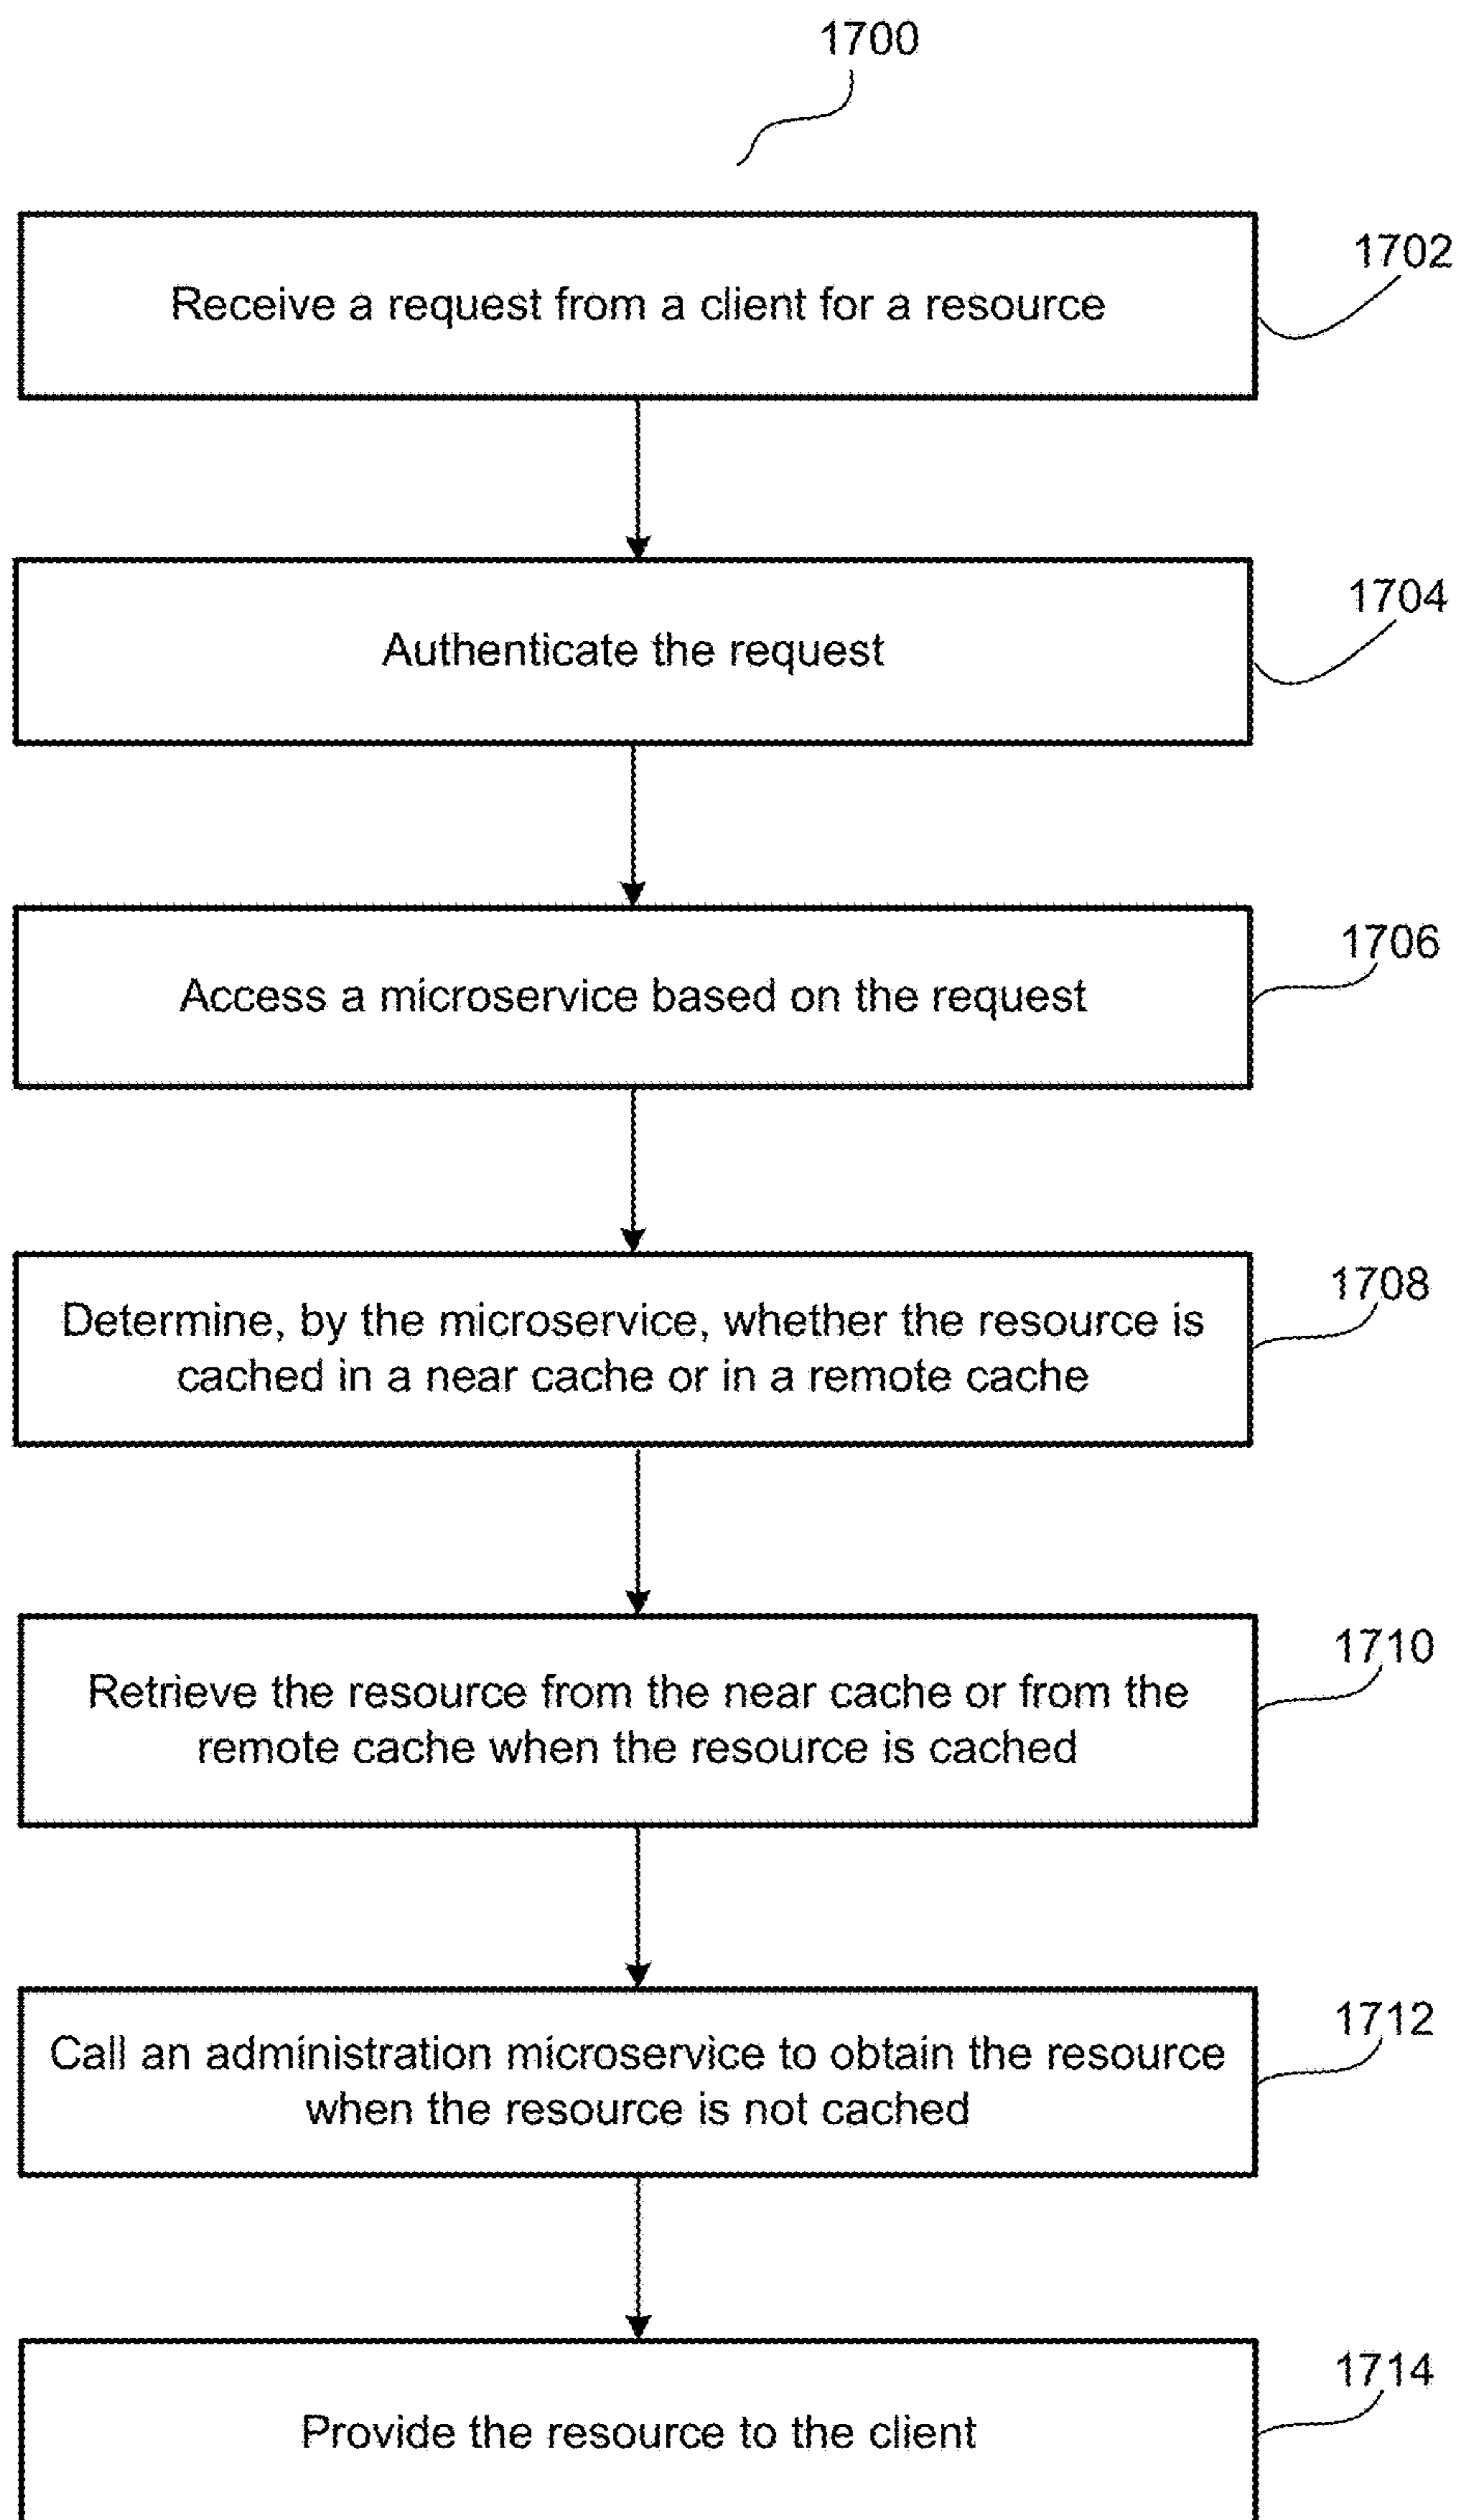 1700
Receive a request from a client for a resource
1702
Authenticate the request
1704
Access a microservice based on the request
1706
Determine, by the microservice, whether the resource is
cached in a near cache or in a remote cache
1708
Retrieve the resource from the near cache or from the
remote cache when the resource is cached
1710
Call an administration microservice to obtain the resource
when the resource is not cached
1712
Provide the resource to the client
1714